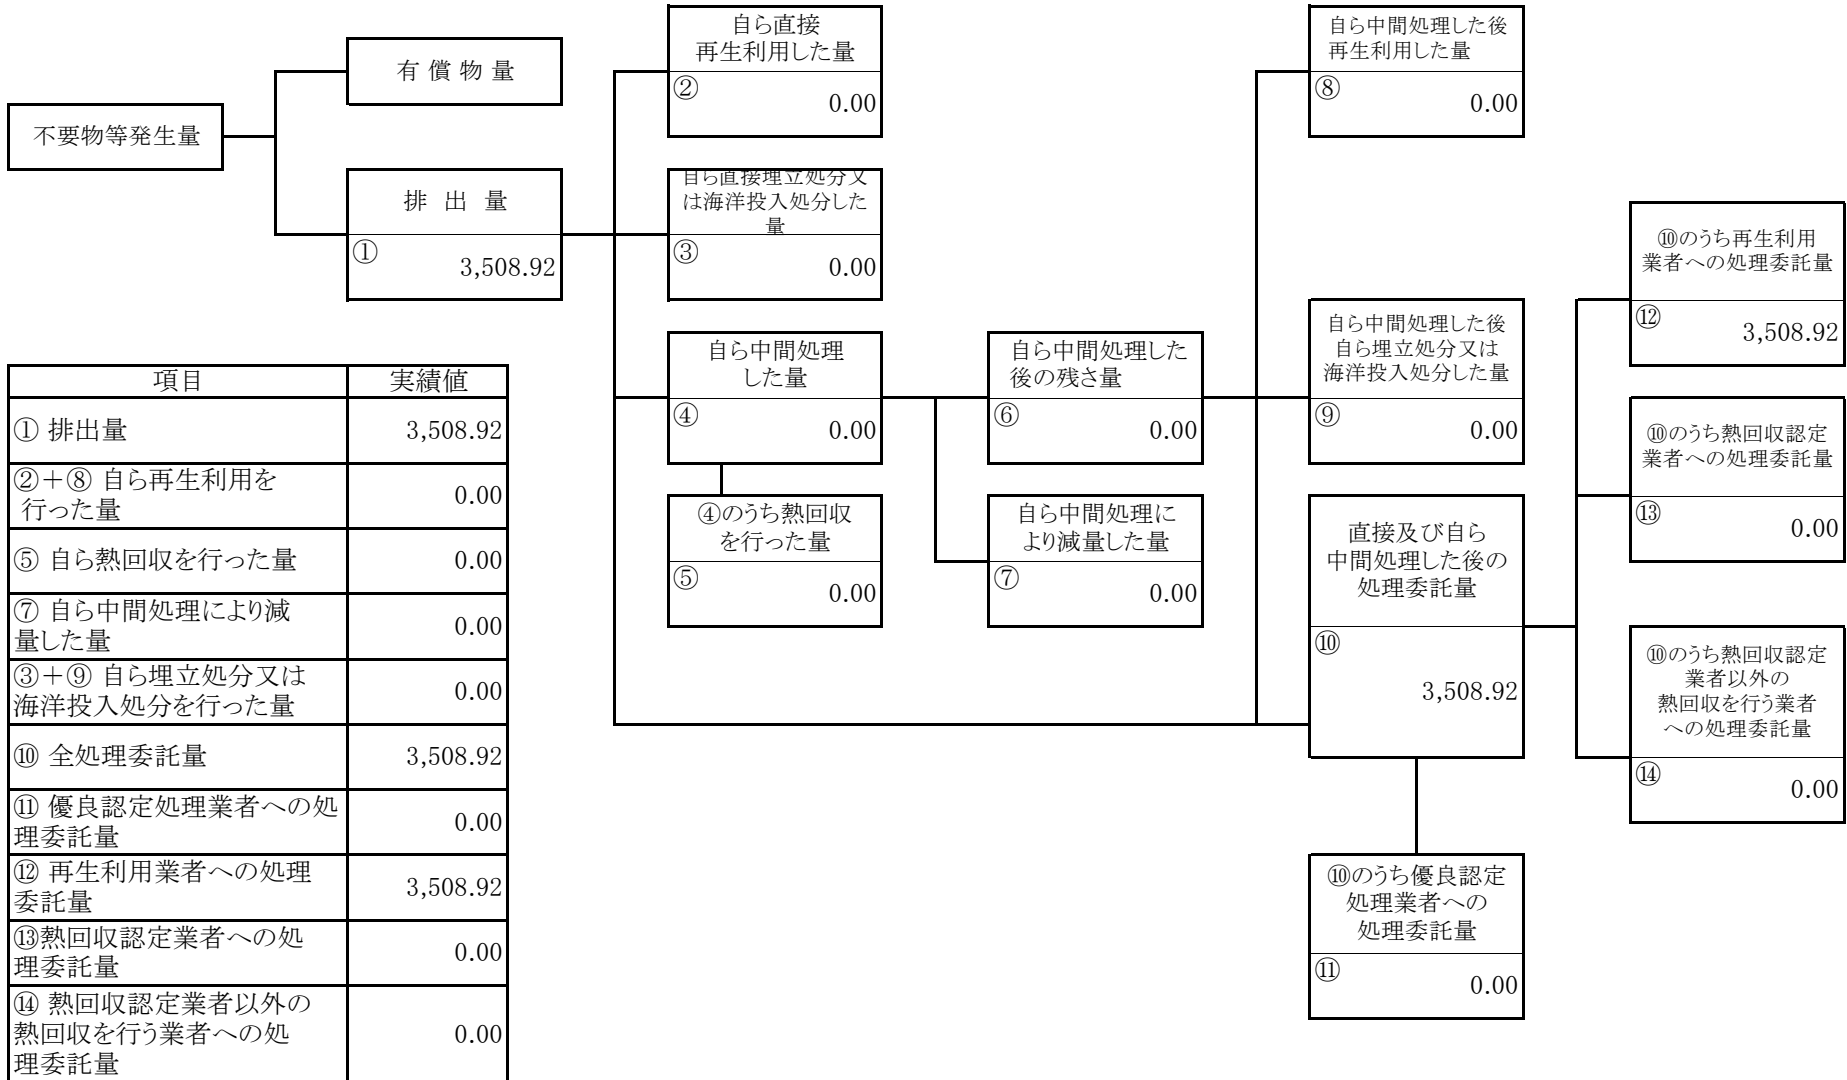 不要物等発生量
有 償 物 量
排 出 量
①
3,508.92
自ら直接
再生利用した量
②
0.00
自ら直接埋立処分又
は海洋投入処分した
量
③
0.00
自ら中間処理
した量
④
0.00
④のうち熱回収
を行った量
⑤
0.00
自ら中間処理した
後の残さ量
⑥
0.00
自ら中間処理に
より減量した量
⑦
0.00
自ら中間処理した後
再生利用した量
⑧
0.00
自ら中間処理した後
自ら埋立処分又は
海洋投入処分した量
⑨
0.00
直接及び自ら
中間処理した後の
処理委託量
⑩
3,508.92
⑩のうち優良認定
処理業者への
処理委託量
⑪
0.00
⑩のうち再生利用
業者への処理委託量
⑫
3,508.92
⑩のうち熱回収認定
業者への処理委託量
⑬
0.00
⑩のうち熱回収認定
業者以外の
熱回収を行う業者
への処理委託量
⑭
0.00
項目 実績値
① 排出量 3,508.92
②＋⑧ 自ら再生利用を
行った量
0.00
⑤ 自ら熱回収を行った量 0.00
⑦ 自ら中間処理により減
量した量
0.00
③＋⑨ 自ら埋立処分又は
海洋投入処分を行った量
0.00
⑩ 全処理委託量 3,508.92
⑪ 優良認定処理業者への処
理委託量
0.00
⑫ 再生利用業者への処理
委託量
3,508.92
⑬熱回収認定業者への処
理委託量
0.00
⑭ 熱回収認定業者以外の
熱回収を行う業者への処
理委託量
0.00